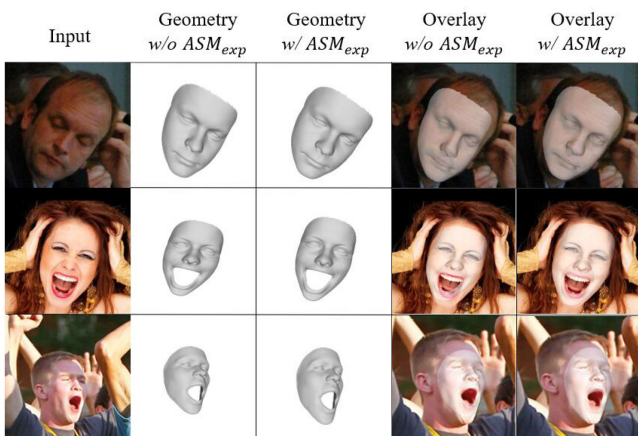 Input
Geometry
w/o ASM_exp
Geometry
w/ ASM_exp
Overlay
w/o ASM_exp
Overlay
w/ ASM_exp